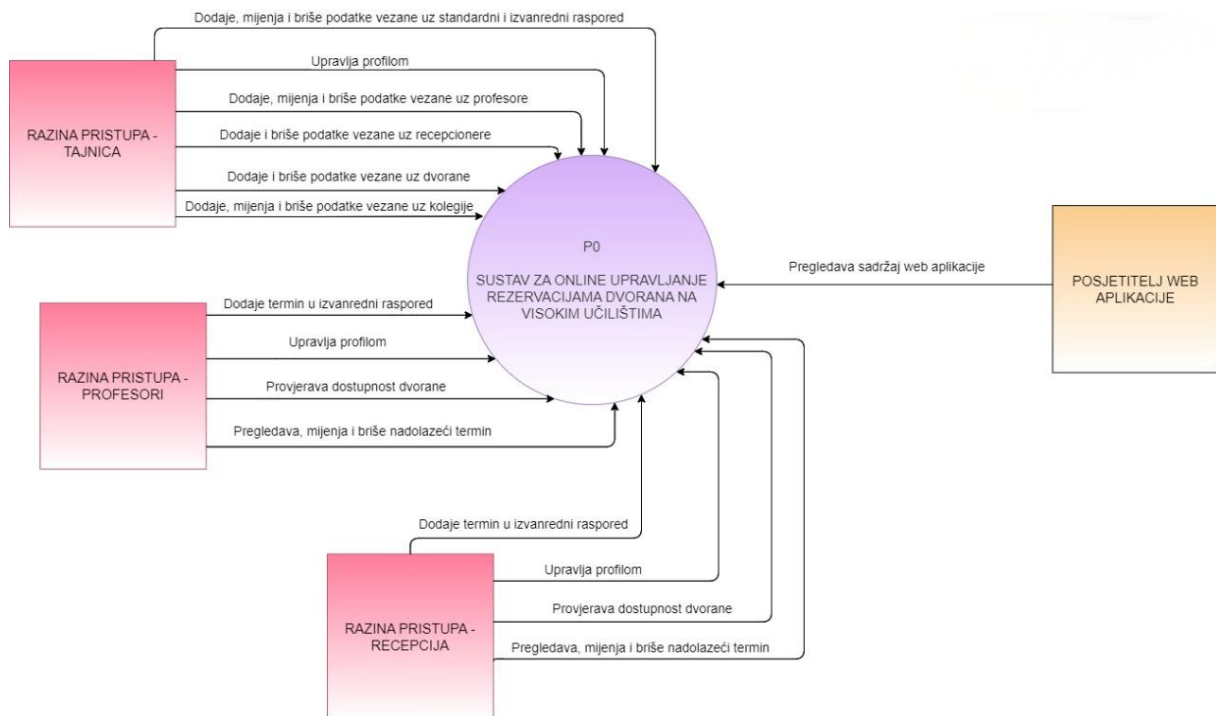 Dodaje, mijenja i briše podatke vezane uz standardni i izvanredni raspored
Upravlja profilom
Dodaje, mijenja i briše podatke vezane uz profesore
RAZINA PRISTUPA -
TAJNICA
Dodaje i briše podatke vezane uz recepcionere
Dodaje i briše podatke vezane uz dvorane
Dodaje, mijenja i briše podatke vezane uz kolegije
P0
SUSTAV ZA ONLINE UPRAVLJANJE
REZERVACIJAMA DVORANA NA
VISOKIM UČILIŠTIMA
Pregledava sadržaj web aplikacije
POSJETITELJ WEB
APLIKACIJE
Dodaje termin u izvanredni raspored
Upravlja profilom
RAZINA PRISTUPA -
PROFESORI
Provjerava dostupnost dvorane
Pregledava, mijenja i briše nadolazeći termin
Dodaje termin u izvanredni raspored
Upravlja profilom
Provjerava dostupnost dvorane
RAZINA PRISTUPA -
RECEPCIJA
Pregledava, mijenja i briše nadolazeći termin